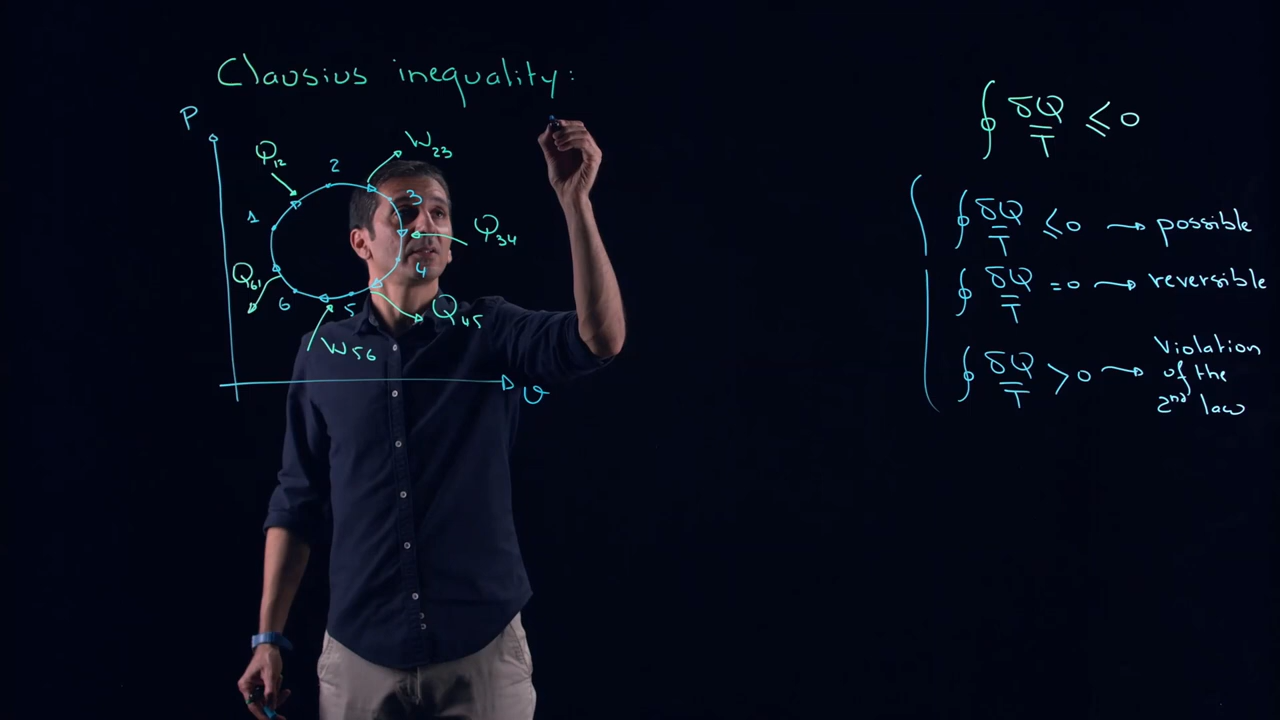 Clausius inequality:
P
Q12
2
W23
1
3
Q34
Q61
4
6
5
Q45
W56
v
∮ δQ/T ≤ 0
∮ δQ/T ≤ 0 → possible
∮ δQ/T = 0 → reversible
∮ δQ/T > 0 → Violation
of the
2nd law